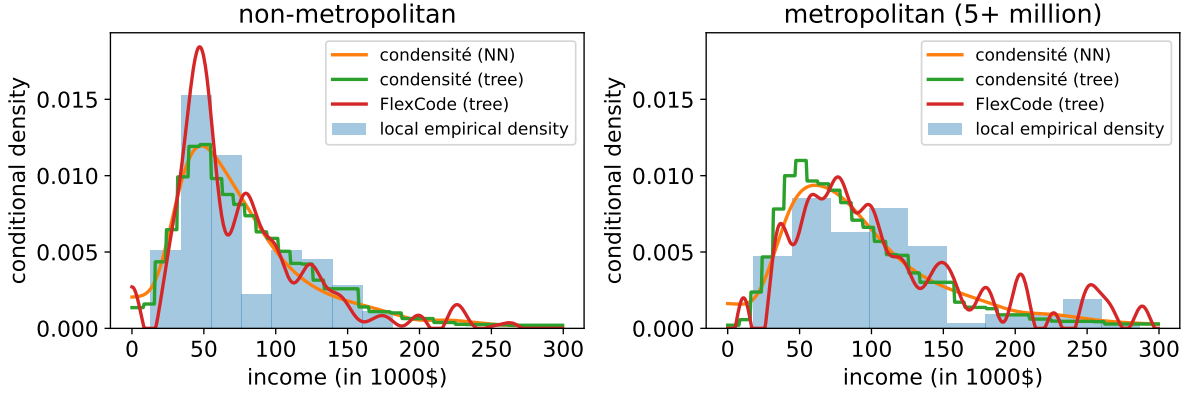 non-metropolitan
conditional density
0.015
0.010
0.005
0.000
condensité (NN)
condensité (tree)
FlexCode (tree)
local empirical density
0 50 100 150 200 250 300
income (in 1000$)
metropolitan (5+ million)
conditional density
0.015
0.010
0.005
0.000
condensité (NN)
condensité (tree)
FlexCode (tree)
local empirical density
0 50 100 150 200 250 300
income (in 1000$)